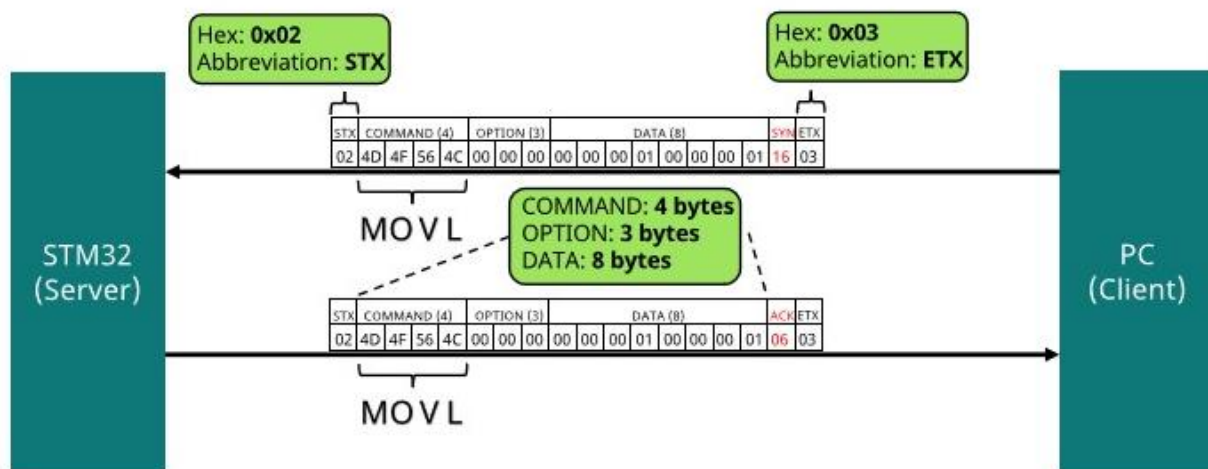 Hex: 0x02
Abbreviation: STX
Hex: 0x03
Abbreviation: ETX
STX COMMAND (4) OPTION (3) DATA (8) SYN ETX
02 4D 4F 56 4C 00 00 00 00 00 00 01 00 00 00 01 16 03
M O V L
COMMAND: 4 bytes
OPTION: 3 bytes
DATA: 8 bytes
STM32
(Server)
PC
(Client)
STX COMMAND (4) OPTION (3) DATA (8) ACK ETX
02 4D 4F 56 4C 00 00 00 00 00 00 01 00 00 00 01 06 03
M O V L